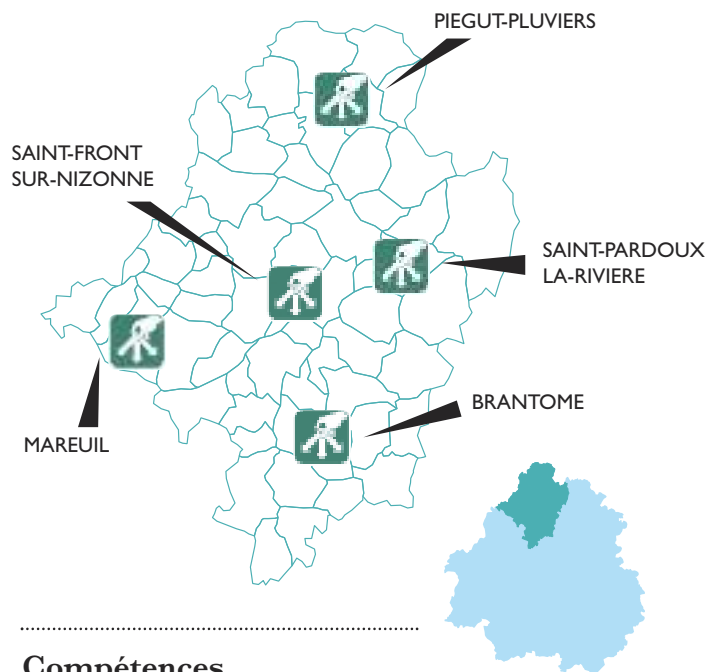 PIEGUT-PLUVIERS
SAINT-FRONT
SUR-NIZONNE
SAINT-PARDOUX
LA-RIVIERE
BRANTOME
MAREUIL
Compétences